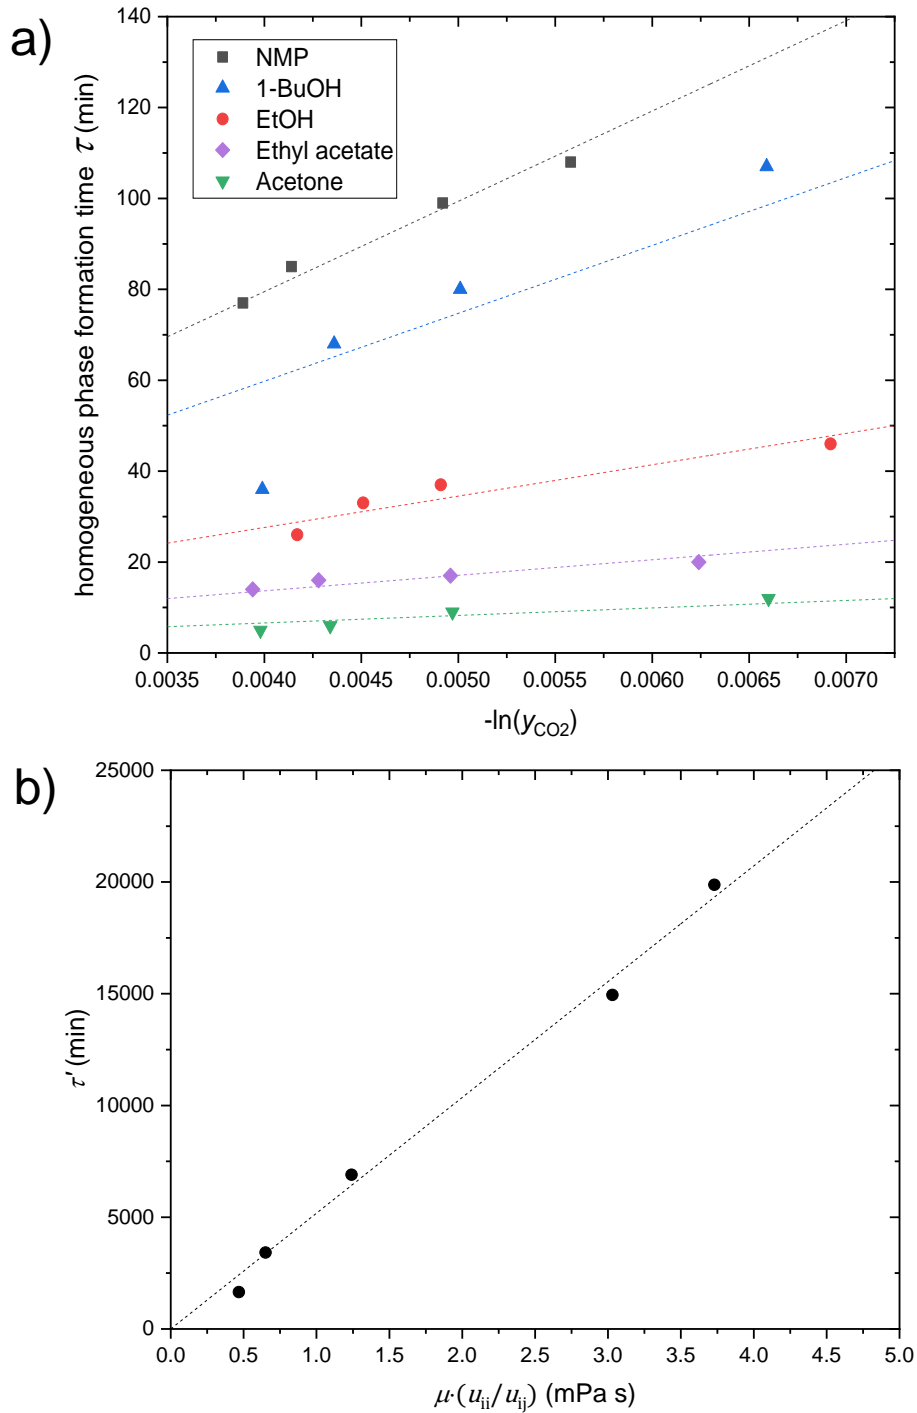 a)
homogeneous phase formation time τ (min)
140
120
100
80
60
40
20
0
NMP
1-BuOH
EtOH
Ethyl acetate
Acetone
0.0035 0.0040 0.0045 0.0050 0.0055 0.0060 0.0065 0.0070
-ln(yCO2)
b)
τ' (min)
25000
20000
15000
10000
5000
0
0.0 0.5 1.0 1.5 2.0 2.5 3.0 3.5 4.0 4.5 5.0
μ·(uii/uij) (mPa s)